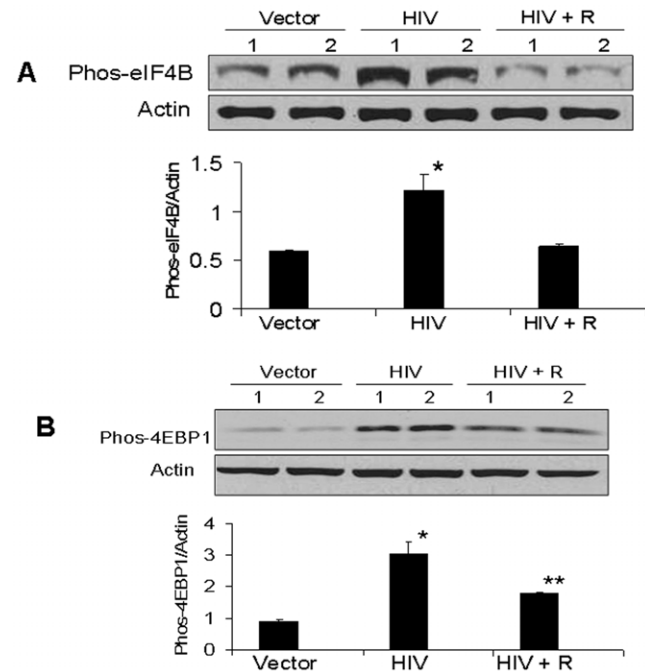 Vector HIV HIV + R
1 2 1 2 1 2
A
Phos-eIF4B
Actin
Phos-eIF4B/Actin
1.5
1
0.5
0
*
Vector HIV HIV + R
Vector HIV HIV + R
1 2 1 2 1 2
B
Phos-4EBP1
Actin
Phos-4EBP1/Actin
4
3
2
1
0
*
**
Vector HIV HIV + R